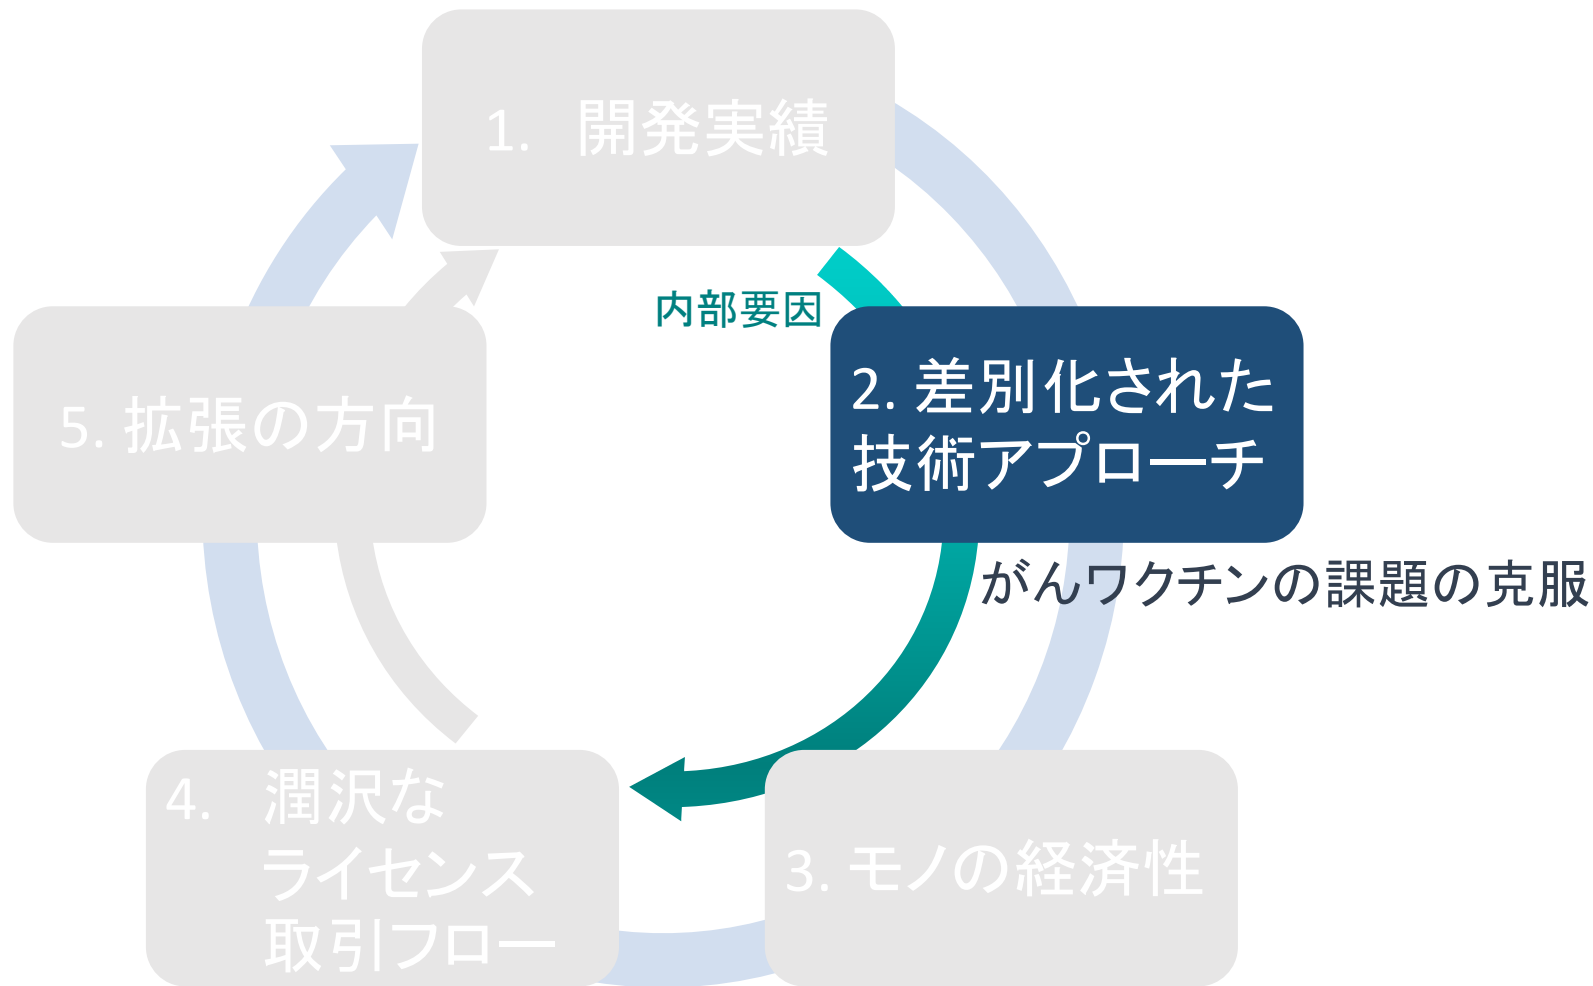 1. 開発実績
内部要因
2. 差別化された
技術アプローチ
5. 拡張の方向
がんワクチンの課題の克服
4. 潤沢な
ライセンス
取引フロー
3. モノの経済性